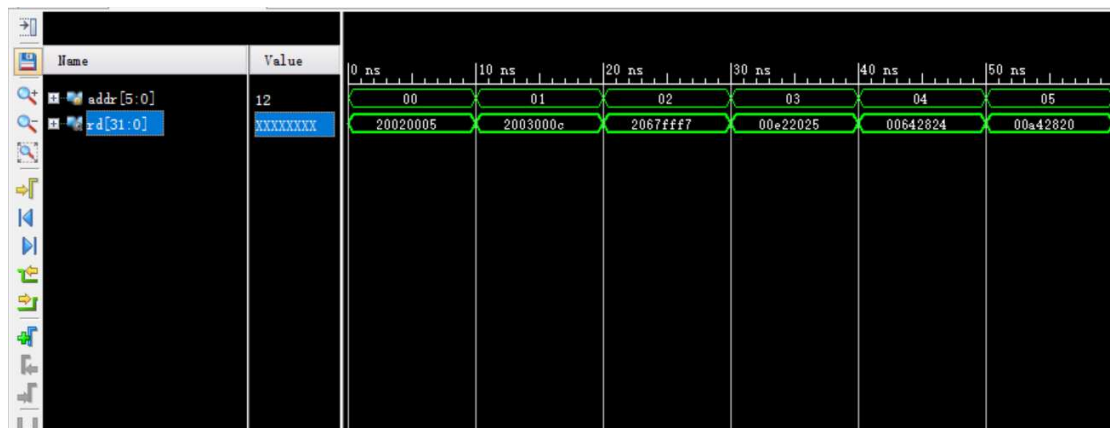 Name Value
0 ns 10 ns 20 ns 30 ns 40 ns 50 ns
addr[5:0] 12 00 01 02 03 04 05
rd[31:0] XXXXXXXX 20020005 2003000c 2067fff7 00e22025 00642824 00a42820